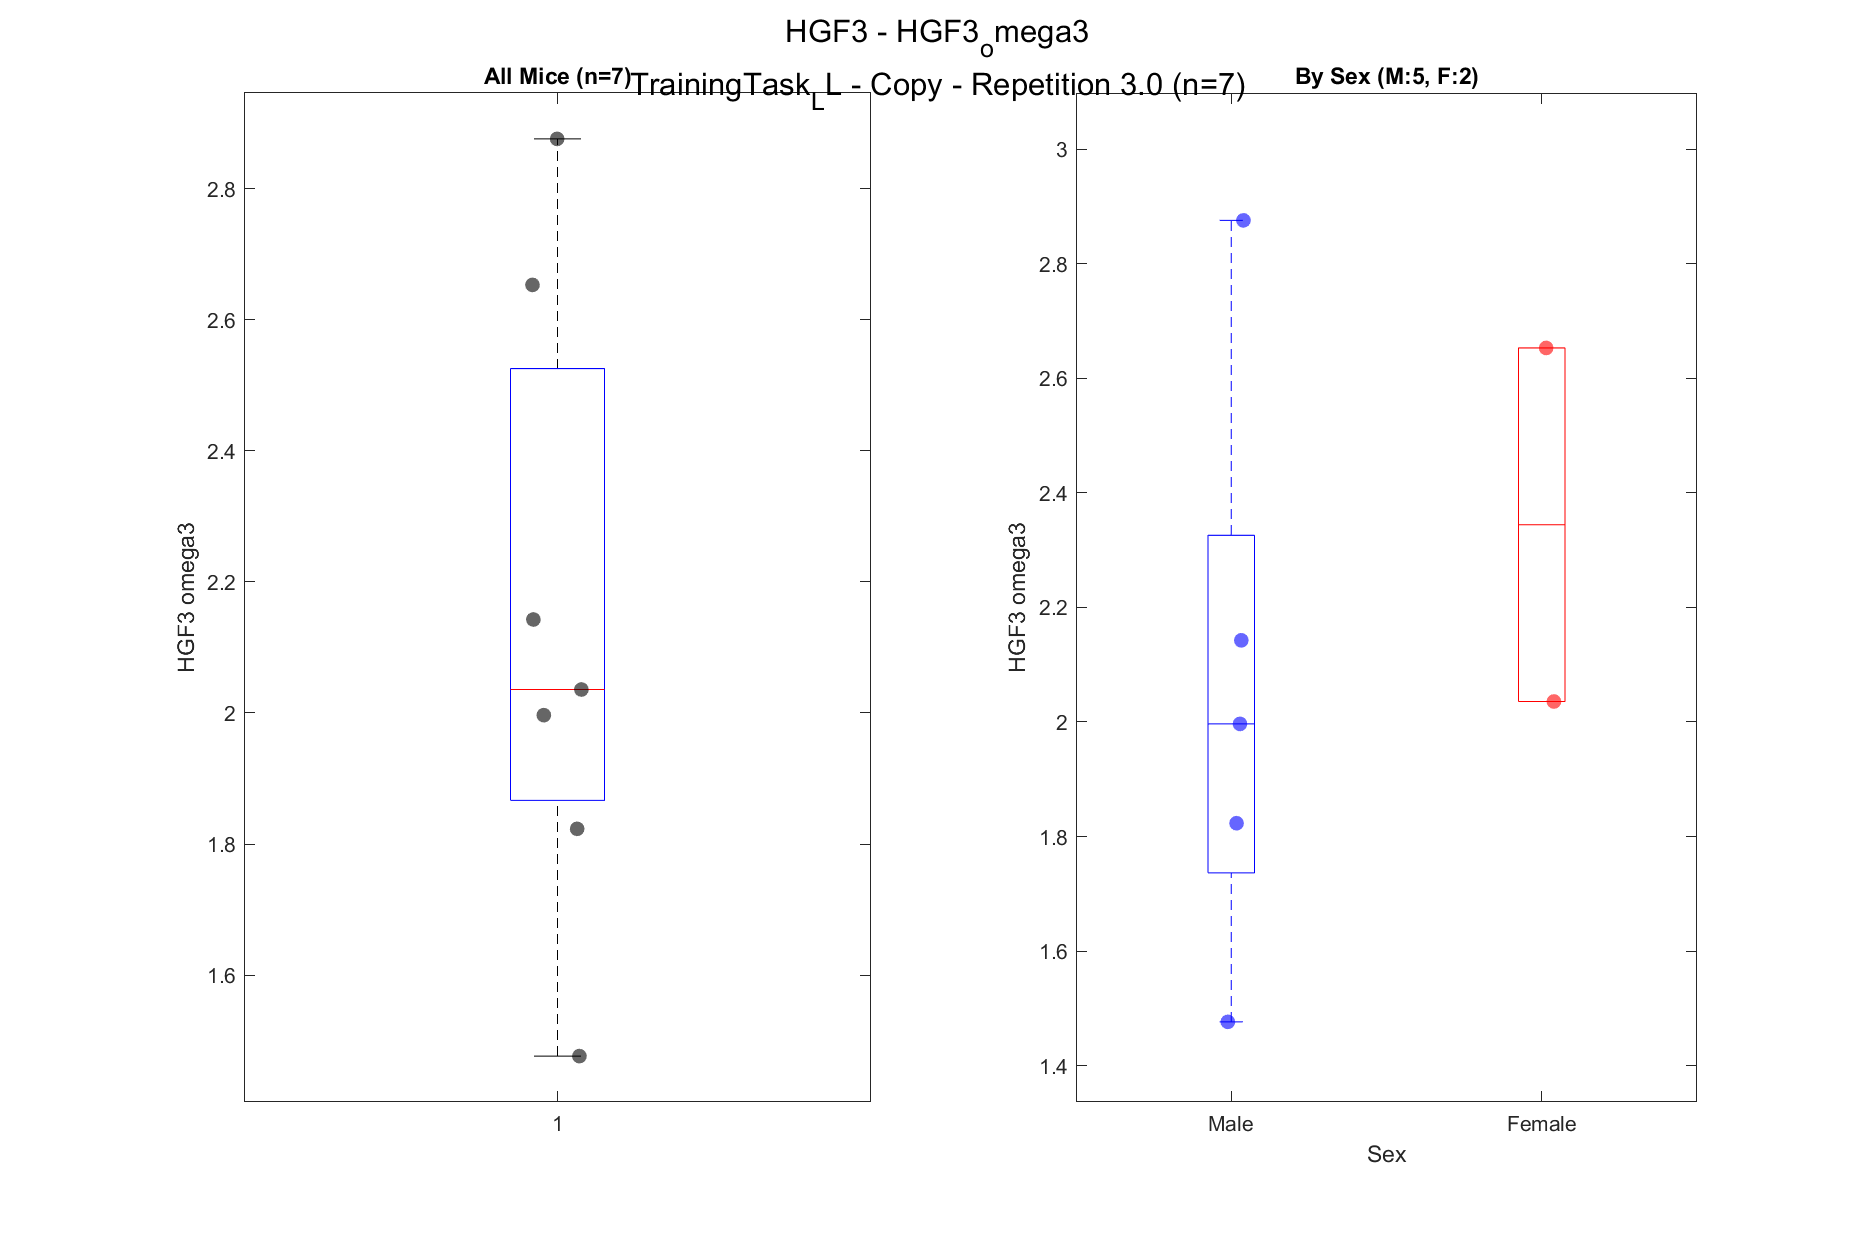 HGF3 - HGF3_omega3
TrainingTask_LL - Copy - Repetition 3.0 (n=7)
All Mice (n=7)
HGF3 omega3
2.8
2.6
2.4
2.2
2
1.8
1.6
1
By Sex (M:5, F:2)
HGF3 omega3
3
2.8
2.6
2.4
2.2
2
1.8
1.6
1.4
Male
Female
Sex